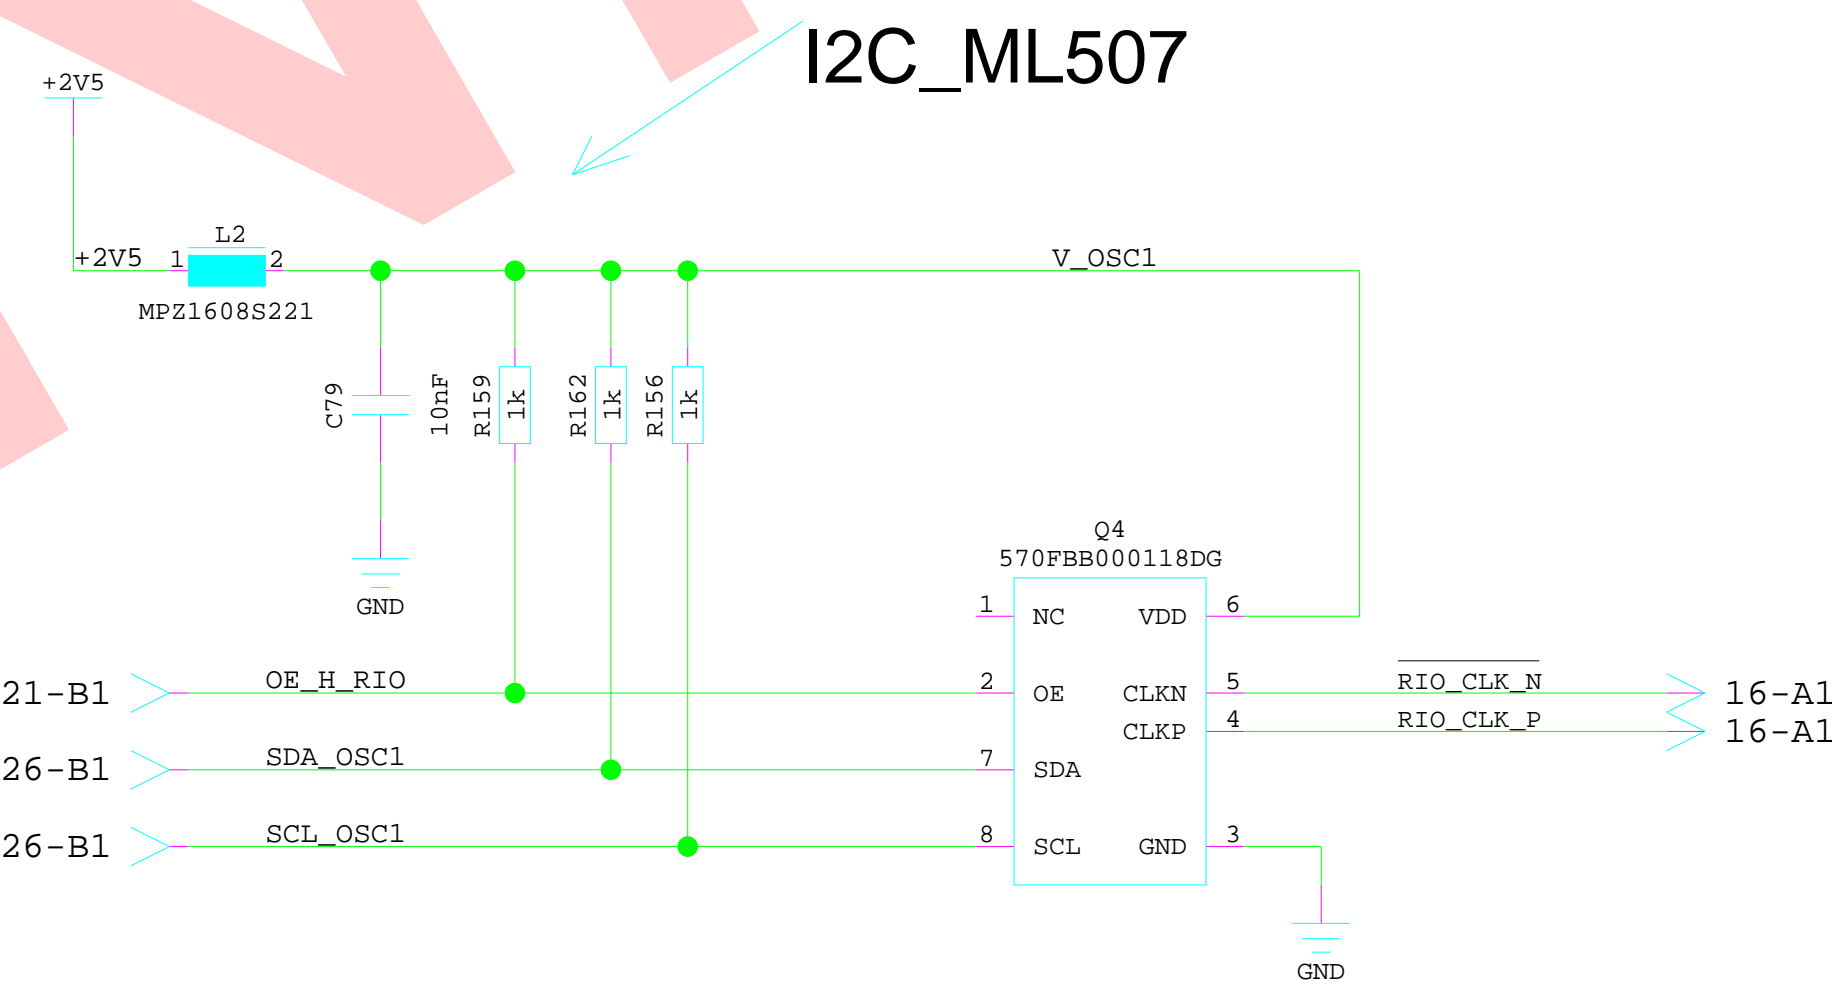 I2C_ML507
+2V5
L2
+2V5
1
2
V_OSC1
MPZ1608S221
C79
10nF
R159
1k
R162
1k
R156
1k
GND
Q4
570FBB000118DG
1
NC
VDD
6
21-B1
OE_H_RIO
2
OE
CLKN
5
RIO_CLK_N
16-A1
CLKP
4
RIO_CLK_P
16-A1
26-B1
SDA_OSC1
7
SDA
26-B1
SCL_OSC1
8
SCL
GND
3
GND